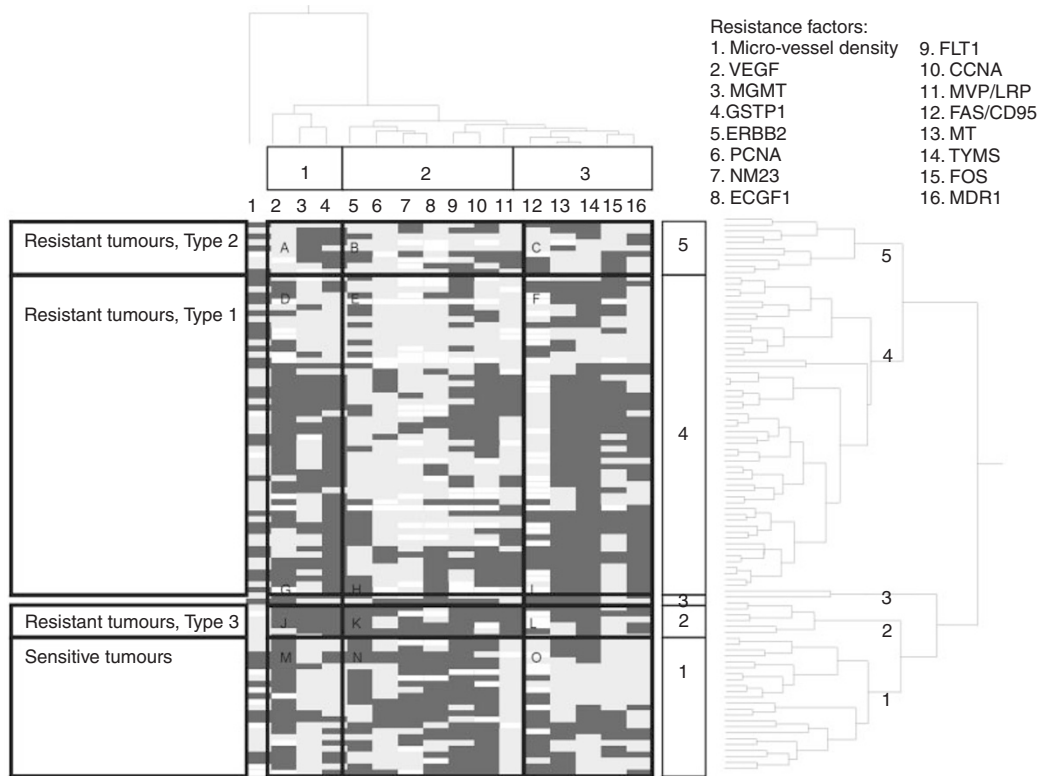 Resistance factors:
1. Micro-vessel density
2. VEGF
3. MGMT
4.GSTP1
5.ERBB2
6. PCNA
7. NM23
8. ECGF1
9. FLT1
10. CCNA
11. MVP/LRP
12. FAS/CD95
13. MT
14. TYMS
15. FOS
16. MDR1
1 2 3
1 2 3 4 5 6 7 8 9 10 11 12 13 14 15 16
Resistant tumours, Type 2
A B C
5
5
Resistant tumours, Type 1
D E F
4
4
G H I
3
3
Resistant tumours, Type 3
J K L
2
2
Sensitive tumours
M N O
1
1